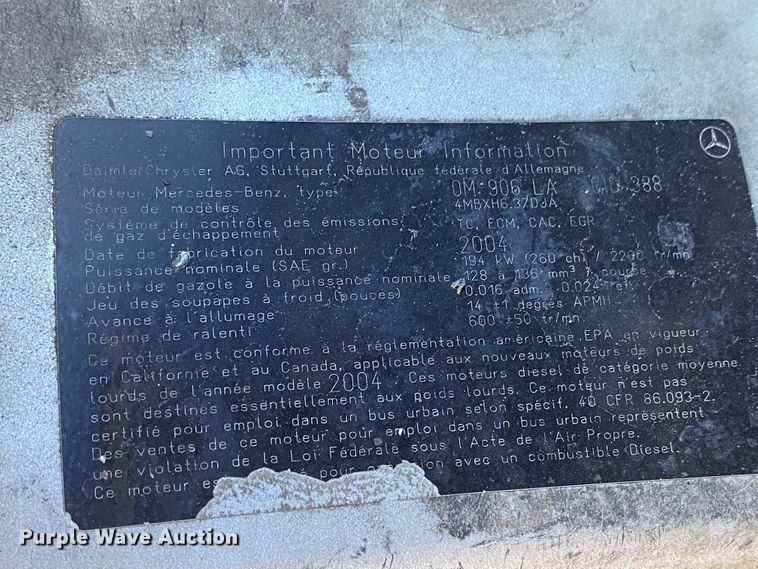 Important Moteur Information
DaimlerChrysler AG, Stuttgart, République fédérale d'Allemagne
Moteur Mercedes-Benz, type OM 906 LA CID 388
Série de modèles 4MBXH6.37DJA
Système de contrôle des émissions de gaz d'échappement TC, ECM, CAC, EGR
Date de fabrication du moteur 2004
Puissance nominale (SAE gr.) 194 kW (260 ch) / 2200 tr/mn
Débit de gazole à la puissance nominale 128 à 136 mm³ / course
Jeu des soupapes à froid (pouces) 0.016 adm. 0.024 ref.
Avance à l'allumage 14 ±1 degrés APMH
Régime de ralenti 600 ±50 tr/mn
Ce moteur est conforme à la réglementation américaine EPA en vigueur
en Californie et au Canada, applicable aux nouveaux moteurs de poids
lourds de l'année modèle 2004. Ces moteurs diesel de catégorie moyenne
sont destinés essentiellement aux poids lourds. Ce moteur n'est pas
certifié pour emploi dans un bus urbain selon spécif. 40 CFR 86.093-2.
Des ventes de ce moteur pour emploi dans un bus urbain représentent
une violation de la Loi Fédérale sous l'Acte de l'Air Propre.
Ce moteur es pour avec un combustible Diesel.
Purple Wave Auction